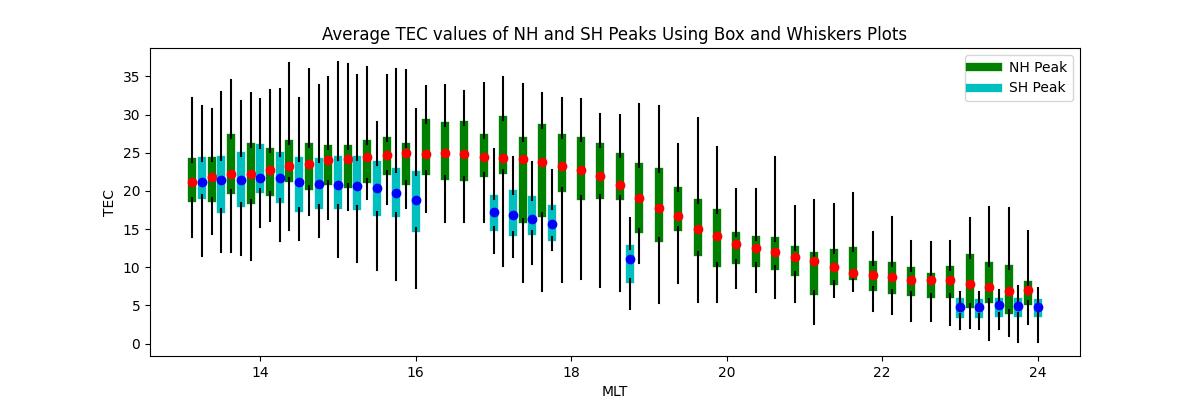 Average TEC values of NH and SH Peaks Using Box and Whiskers Plots
NH Peak
SH Peak
35
30
25
20
15
10
5
0
TEC
14 16 18 20 22 24
MLT